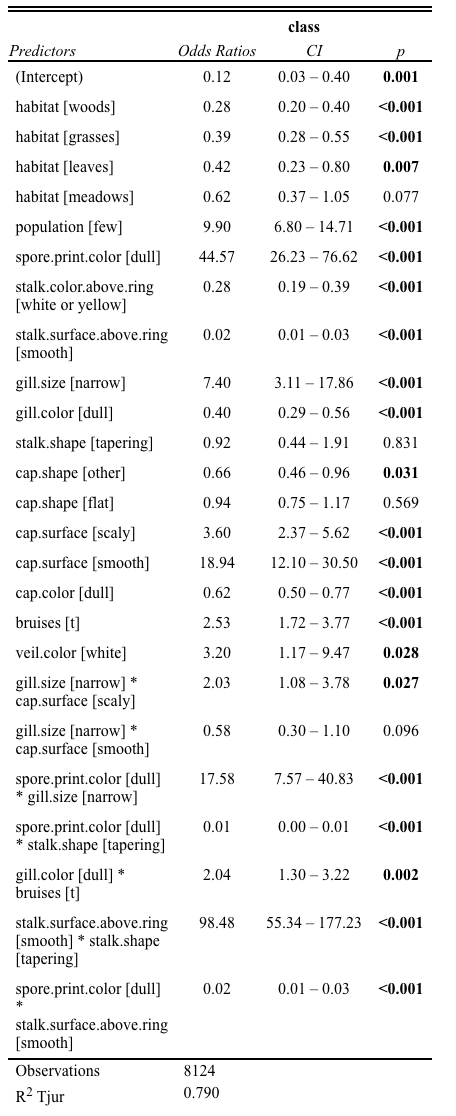 class
Predictors Odds Ratios CI p
(Intercept) 0.12 0.03 – 0.40 0.001
habitat [woods] 0.28 0.20 – 0.40 <0.001
habitat [grasses] 0.39 0.28 – 0.55 <0.001
habitat [leaves] 0.42 0.23 – 0.80 0.007
habitat [meadows] 0.62 0.37 – 1.05 0.077
population [few] 9.90 6.80 – 14.71 <0.001
spore.print.color [dull] 44.57 26.23 – 76.62 <0.001
stalk.color.above.ring 0.28 0.19 – 0.39 <0.001
[white or yellow]
stalk.surface.above.ring 0.02 0.01 – 0.03 <0.001
[smooth]
gill.size [narrow] 7.40 3.11 – 17.86 <0.001
gill.color [dull] 0.40 0.29 – 0.56 <0.001
stalk.shape [tapering] 0.92 0.44 – 1.91 0.831
cap.shape [other] 0.66 0.46 – 0.96 0.031
cap.shape [flat] 0.94 0.75 – 1.17 0.569
cap.surface [scaly] 3.60 2.37 – 5.62 <0.001
cap.surface [smooth] 18.94 12.10 – 30.50 <0.001
cap.color [dull] 0.62 0.50 – 0.77 <0.001
bruises [t] 2.53 1.72 – 3.77 <0.001
veil.color [white] 3.20 1.17 – 9.47 0.028
gill.size [narrow] * 2.03 1.08 – 3.78 0.027
cap.surface [scaly]
gill.size [narrow] * 0.58 0.30 – 1.10 0.096
cap.surface [smooth]
spore.print.color [dull] 17.58 7.57 – 40.83 <0.001
* gill.size [narrow]
spore.print.color [dull] 0.01 0.00 – 0.01 <0.001
* stalk.shape [tapering]
gill.color [dull] * 2.04 1.30 – 3.22 0.002
bruises [t]
stalk.surface.above.ring 98.48 55.34 – 177.23 <0.001
[smooth] * stalk.shape
[tapering]
spore.print.color [dull] 0.02 0.01 – 0.03 <0.001
*
stalk.surface.above.ring
[smooth]
Observations 8124
R² Tjur 0.790